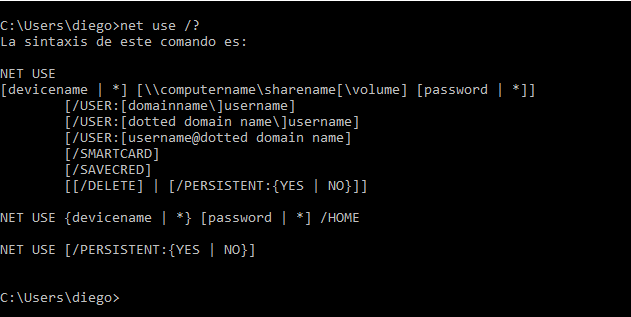 C:\Users\diego>net use /?
La sintaxis de este comando es:
NET USE
[devicename | *] [\\computername\sharename[\volume] [password | *]]
[/USER:[domainname\]username]
[/USER:[dotted domain name\]username]
[/USER:[username@dotted domain name]
[/SMARTCARD]
[/SAVECRED]
[[/DELETE] | [/PERSISTENT:{YES | NO}]]
NET USE {devicename | *} [password | *] /HOME
NET USE [/PERSISTENT:{YES | NO}]
C:\Users\diego>